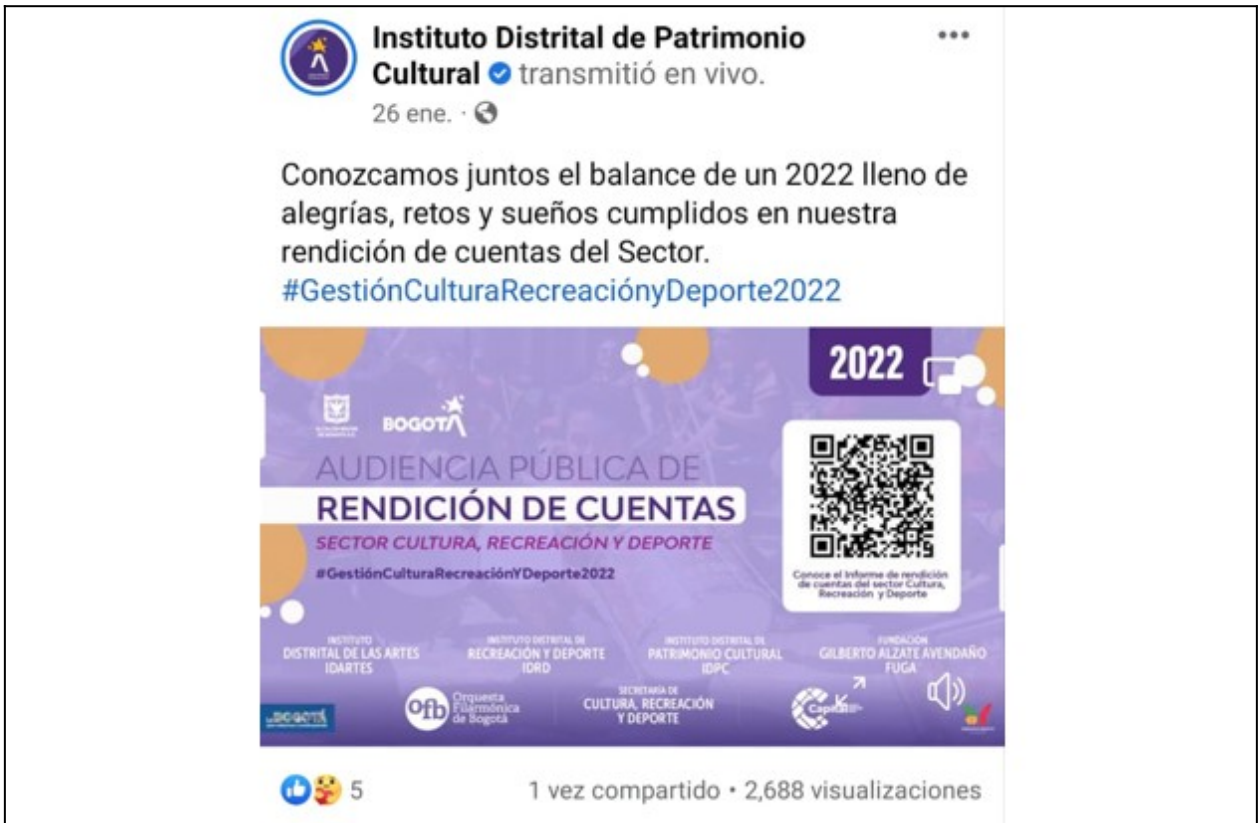 Instituto Distrital de Patrimonio
Cultural transmitió en vivo.
26 ene. ·
Conozcamos juntos el balance de un 2022 lleno de
alegrías, retos y sueños cumplidos en nuestra
rendición de cuentas del Sector.
#GestiónCulturaRecreaciónyDeporte2022
2022
BOGOTÁ
AUDIENCIA PÚBLICA DE
RENDICIÓN DE CUENTAS
SECTOR CULTURA, RECREACIÓN Y DEPORTE
#GestiónCulturaRecreaciónYDeporte2022
Conoce el Informe de rendición
de cuentas del sector Cultura,
Recreación y Deporte
INSTITUTO
DISTRITAL DE LAS ARTES
IDARTES
INSTITUTO DISTRITAL DE
RECREACIÓN Y DEPORTE
IDRD
INSTITUTO DISTRITAL DE
PATRIMONIO CULTURAL
IDPC
FUNDACIÓN
GILBERTO ALZATE AVENDAÑO
FUGA
BOGOTÁ
ofb
Orquesta
Filarmónica
de Bogotá
SECRETARÍA DE
CULTURA, RECREACIÓN
Y DEPORTE
Capital
5
1 vez compartido • 2,688 visualizaciones